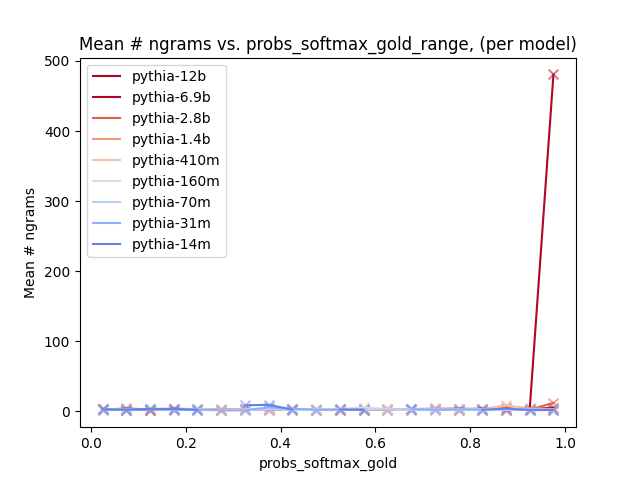 Mean # ngrams vs. probs_softmax_gold_range, (per model)
500
400
300
200
100
0
Mean # ngrams
pythia-12b
pythia-6.9b
pythia-2.8b
pythia-1.4b
pythia-410m
pythia-160m
pythia-70m
pythia-31m
pythia-14m
0.0 0.2 0.4 0.6 0.8 1.0
probs_softmax_gold